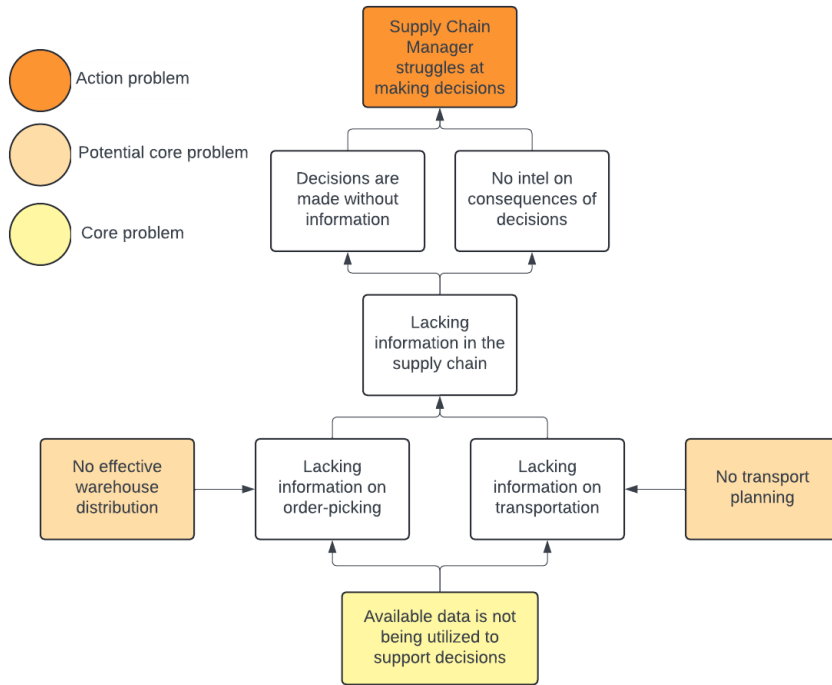 Supply Chain
Manager
struggles at
making decisions
Action problem
Potential core problem
Core problem
Decisions are
made without
information
No intel on
consequences of
decisions
Lacking
information in the
supply chain
No effective
warehouse
distribution
Lacking
information on
order-picking
Lacking
information on
transportation
No transport
planning
Available data is not
being utilized to
support decisions